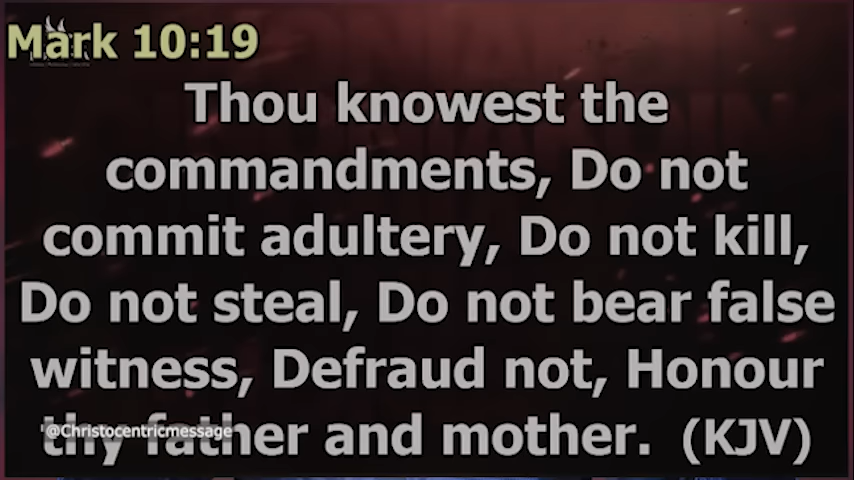 Mark 10:19
Thou knowest the
commandments, Do not
commit adultery, Do not kill,
Do not steal, Do not bear false
witness, Defraud not, Honour
thy father and mother. (KJV)
@Christocentricmessage